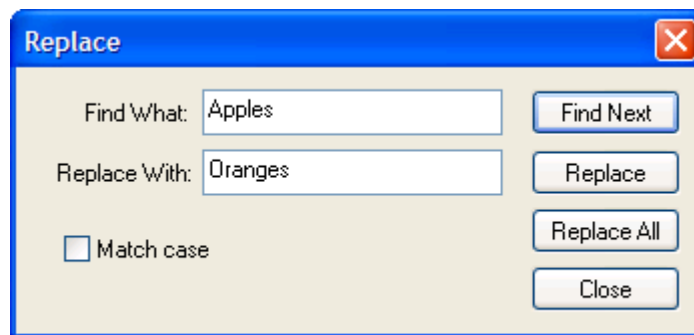 Replace
Find What: Apples Find Next
Replace With: Oranges Replace
Match case Replace All
Close